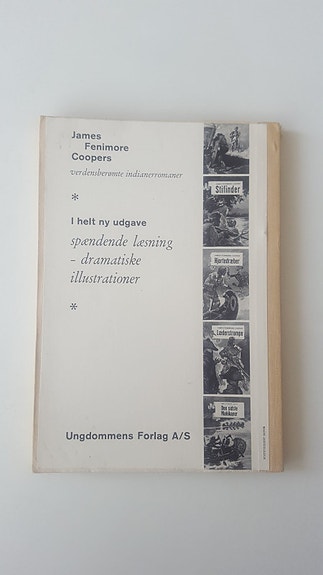 James
Fenimore
Coopers
verdensberømte indianerromaner
*
I helt ny udgave
spændende læsning
– dramatiske
illustrationer
*
Ungdommens Forlag A/S
Stifinder
Hjortedræber
Læderstrømpe
Den sidste
Mohikaner